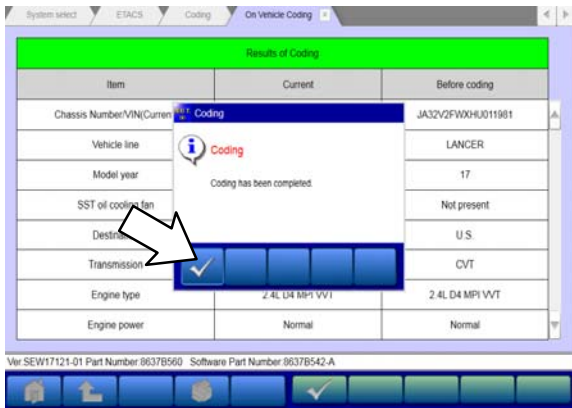 System select ETACS Coding On Vehicle Coding
Results of Coding
Item Current Before coding
Chassis Number/VIN(Curren JA32V2FWXHU011981
Coding
Vehicle line LANCER
Coding
Model year 17
Coding has been completed.
SST oil cooling fan Not present
Destina U.S.
Transmission CVT
Engine type 2.4L D4 MPI VVT 2.4L D4 MPI VVT
Engine power Normal Normal
Ver.SEW17121-01 Part Number:8637B560 Software Part Number:8637B542-A